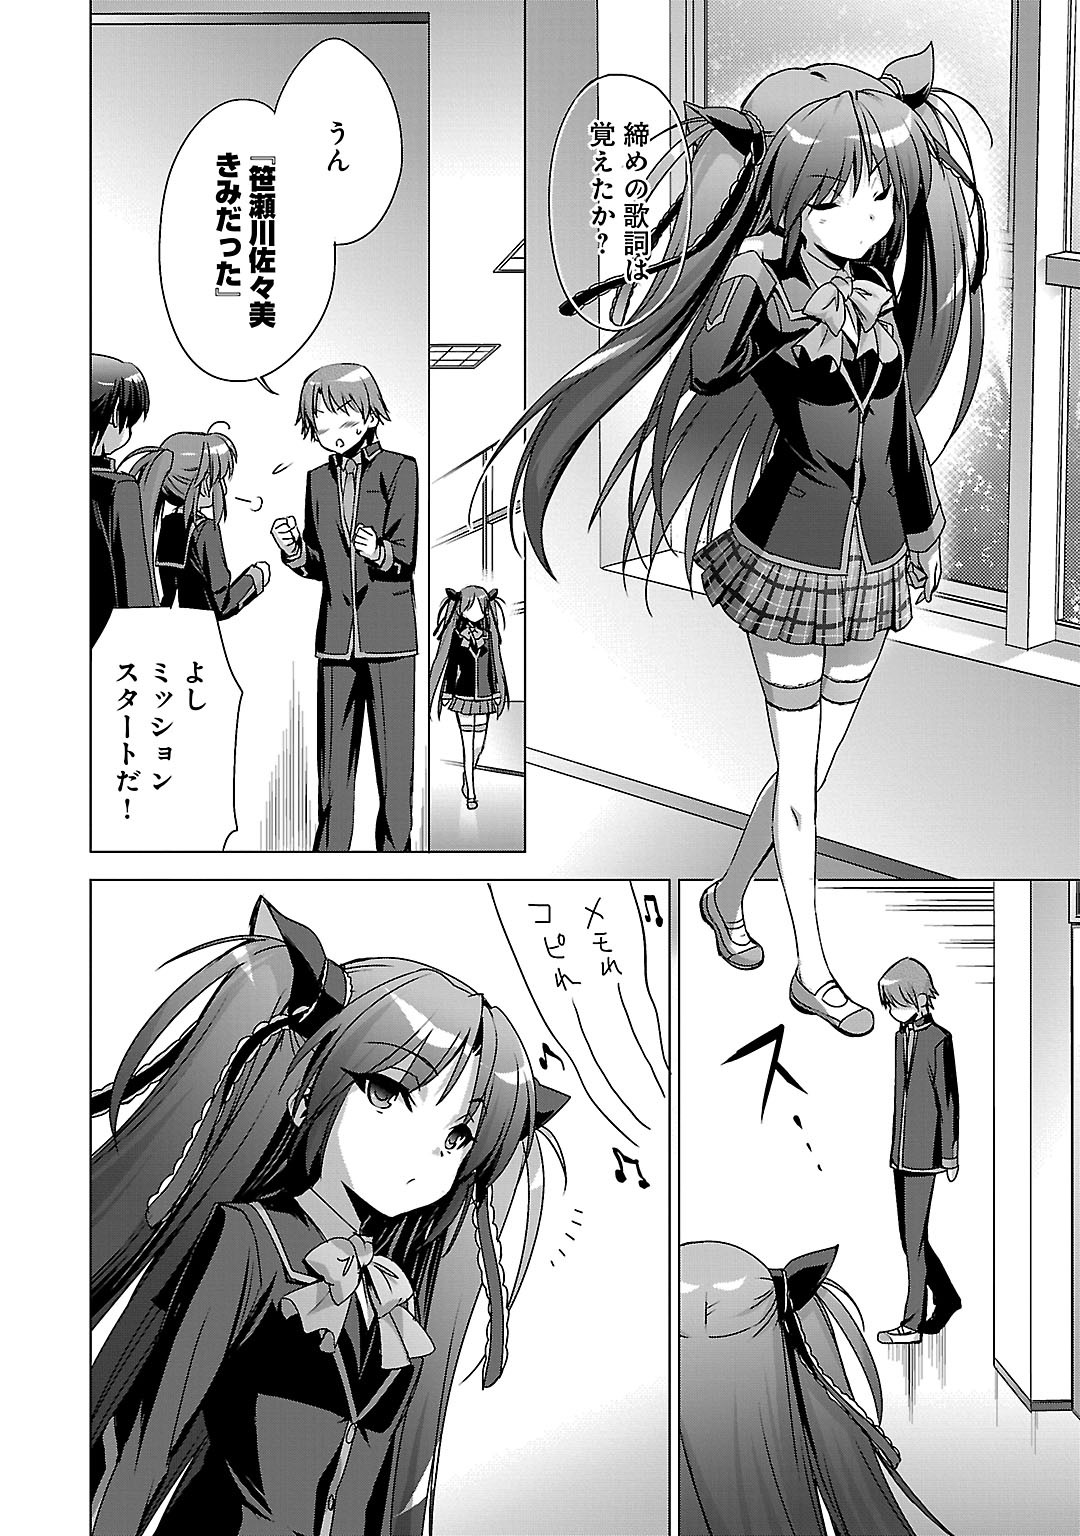 締めの歌詞は
覚えたか？
うん
『笹瀬川佐々美
きみだった』
よし
ミッション
スタートだ！
ス…
メモれ
コピれ